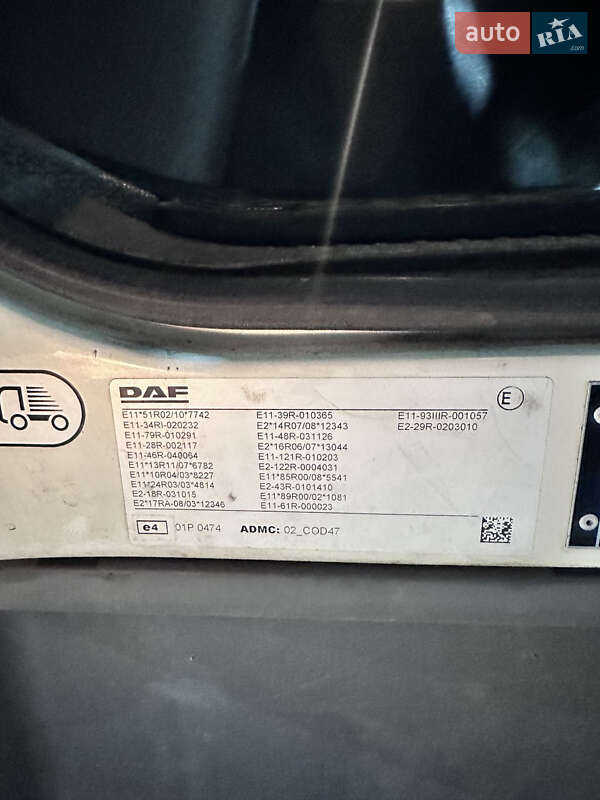 auto RIA .com
DAF
E
E11*51R02/10*7742
E11-34RI-020232
E11-79R-010291
E11-28R-002117
E11-46R-040064
E11*13R11/07*6782
E11*10R04/03*8227
E11*24R03/03*4814
E2-18R-031015
E2*17RA-08/03*12346
E11-39R-010365
E2*14R07/08*12343
E11-48R-031126
E2*16R06/07*13044
E11-121R-010203
E2-122R-0004031
E11*85R00/08*5541
E2-43R-0101410
E11*89R00/02*1081
E11-61R-000023
E11-93IIIR-001057
E2-29R-0203010
e4 01P 0474 ADMC: 02_COD47